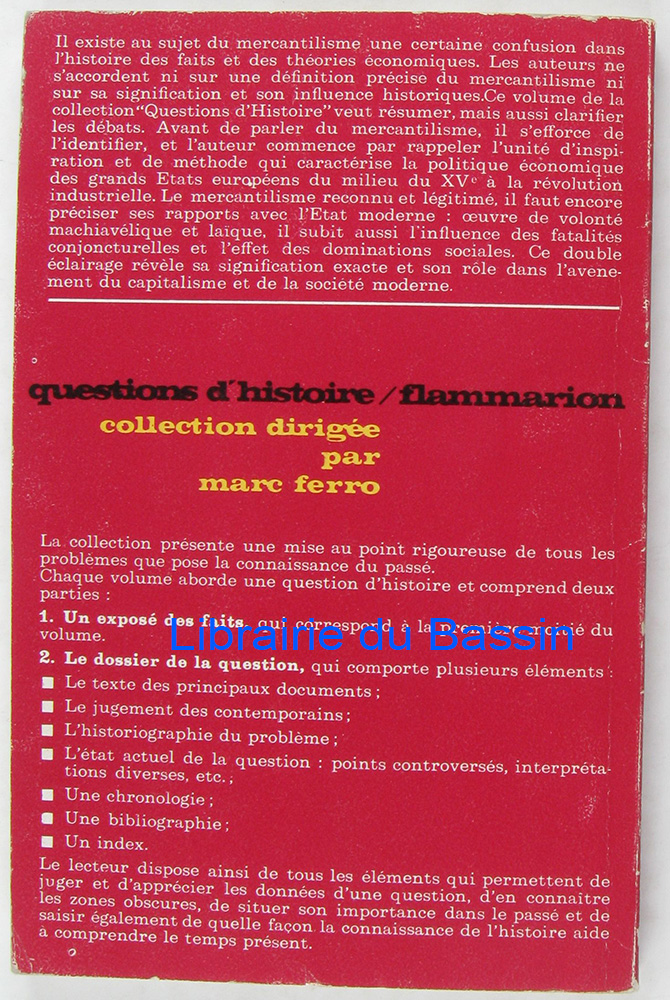 Il existe au sujet du mercantilisme une certaine confusion dans
l'histoire des faits et des théories économiques. Les auteurs ne
s'accordent ni sur une définition précise du mercantilisme ni
sur sa signification et son influence historiques.Ce volume de la
collection"Questions d'Histoire"veut résumer, mais aussi clarifier
les débats. Avant de parler du mercantilisme, il s'efforce de
l'identifier, et l'auteur commence par rappeler l'unité d'inspi-
ration et de méthode qui caractérise la politique économique
des grands Etats européens du milieu du XVe à la révolution
industrielle. Le mercantilisme reconnu et légitimé, il faut encore
préciser ses rapports avec l'Etat moderne : œuvre de volonté
machiavélique et laïque, il subit aussi l'influence des fatalités
conjoncturelles et l'effet des dominations sociales. Ce double
éclairage révèle sa signification exacte et son rôle dans l'avene-
ment du capitalisme et de la société moderne.
questions d'histoire / flammarion
collection dirigée
par
marc ferro
La collection présente une mise au point rigoureuse de tous les
problèmes que pose la connaissance du passé.
Chaque volume aborde une question d'histoire et comprend deux
parties :
1. Un exposé des faits, qui correspond à la première moitié du
volume.
Librairie du Bassin
2. Le dossier de la question, qui comporte plusieurs éléments :
■ Le texte des principaux documents ;
■ Le jugement des contemporains ;
■ L'historiographie du problème ;
■ L'état actuel de la question : points controversés, interpréta-
tions diverses, etc. ;
■ Une chronologie ;
■ Une bibliographie ;
■ Un index.
Le lecteur dispose ainsi de tous les éléments qui permettent de
juger et d'apprécier les données d'une question, d'en connaître
les zones obscures, de situer son importance dans le passé et de
saisir également de quelle façon la connaissance de l'histoire aide
à comprendre le temps présent.